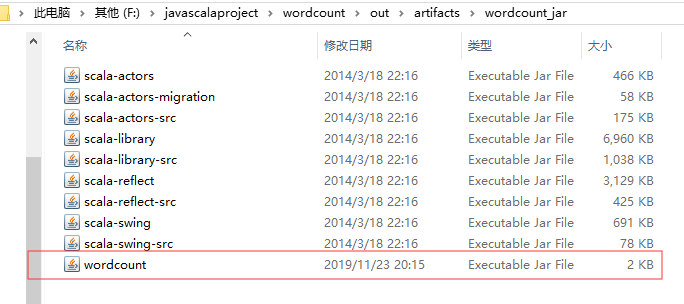 此电脑 › 其他 (F:) › javascalaproject › wordcount › out › artifacts › wordcount_jar
名称 修改日期 类型 大小
scala-actors 2014/3/18 22:16 Executable Jar File 466 KB
scala-actors-migration 2014/3/18 22:16 Executable Jar File 58 KB
scala-actors-src 2014/3/18 22:16 Executable Jar File 175 KB
scala-library 2014/3/18 22:16 Executable Jar File 6,960 KB
scala-library-src 2014/3/18 22:16 Executable Jar File 1,038 KB
scala-reflect 2014/3/18 22:16 Executable Jar File 3,129 KB
scala-reflect-src 2014/3/18 22:16 Executable Jar File 425 KB
scala-swing 2014/3/18 22:16 Executable Jar File 691 KB
scala-swing-src 2014/3/18 22:16 Executable Jar File 78 KB
wordcount 2019/11/23 20:15 Executable Jar File 2 KB